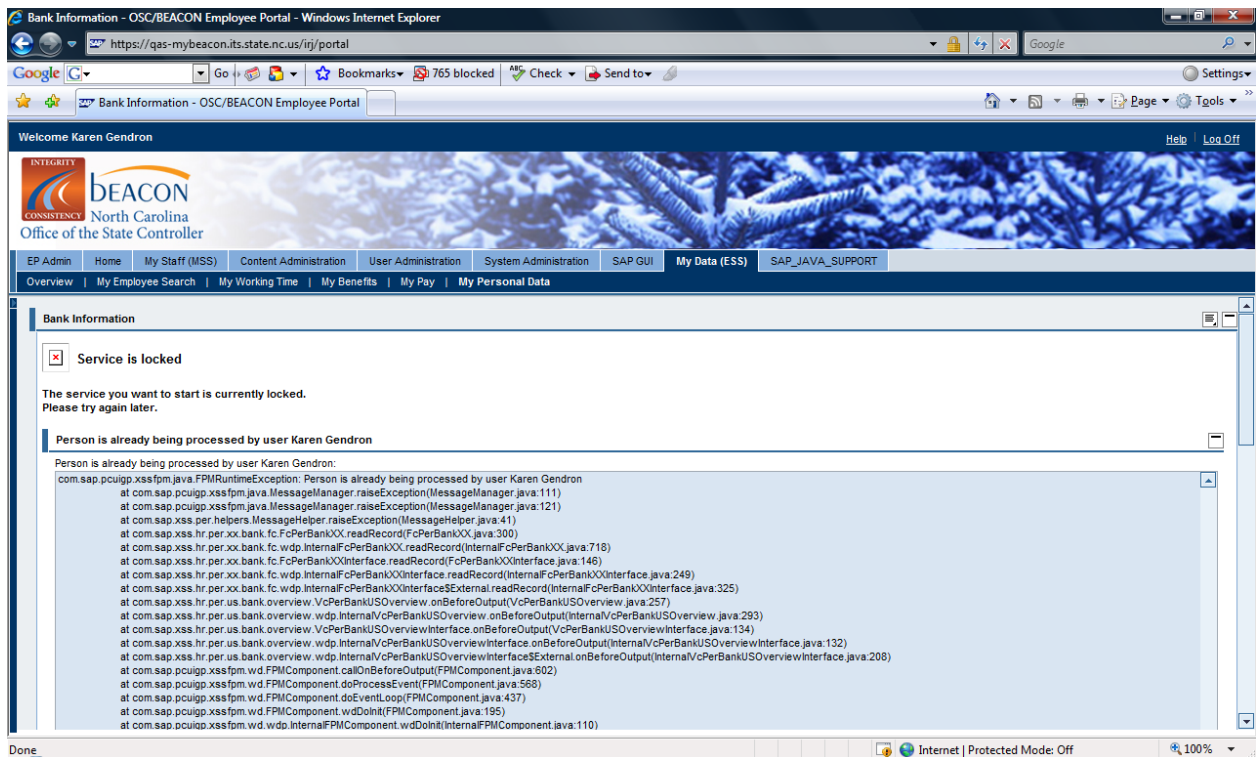 Bank Information - OSC/BEACON Employee Portal - Windows Internet Explorer
https://qas-mybeacon.its.state.nc.us/irj/portal
Google
Google G Go Bookmarks 765 blocked ABC Check Send to Settings
Bank Information - OSC/BEACON Employee Portal Page Tools
Welcome Karen Gendron Help | Log Off
INTEGRITY
BEACON
CONSISTENCY North Carolina
Office of the State Controller
EP Admin Home My Staff (MSS) Content Administration User Administration System Administration SAP GUI My Data (ESS) SAP_JAVA_SUPPORT
Overview | My Employee Search | My Working Time | My Benefits | My Pay | My Personal Data
Bank Information
Service is locked
The service you want to start is currently locked.
Please try again later.
Person is already being processed by user Karen Gendron
Person is already being processed by user Karen Gendron:
com.sap.pcuigp.xssfpm.java.FPMRuntimeException: Person is already being processed by user Karen Gendron
at com.sap.pcuigp.xssfpm.java.MessageManager.raiseException(MessageManager.java:111)
at com.sap.pcuigp.xssfpm.java.MessageManager.raiseException(MessageManager.java:121)
at com.sap.xss.per.helpers.MessageHelper.raiseException(MessageHelper.java:41)
at com.sap.xss.hr.per.xx.bank.fc.FcPerBankXX.readRecord(FcPerBankXX.java:300)
at com.sap.xss.hr.per.xx.bank.fc.wdp.InternalFcPerBankXX.readRecord(InternalFcPerBankXX.java:718)
at com.sap.xss.hr.per.xx.bank.fc.FcPerBankXXInterface.readRecord(FcPerBankXXInterface.java:146)
at com.sap.xss.hr.per.xx.bank.fc.wdp.InternalFcPerBankXXInterface.readRecord(InternalFcPerBankXXInterface.java:249)
at com.sap.xss.hr.per.xx.bank.fc.wdp.InternalFcPerBankXXInterface$External.readRecord(InternalFcPerBankXXInterface.java:325)
at com.sap.xss.hr.per.us.bank.overview.VcPerBankUSOverview.onBeforeOutput(VcPerBankUSOverview.java:257)
at com.sap.xss.hr.per.us.bank.overview.wdp.InternalVcPerBankUSOverview.onBeforeOutput(InternalVcPerBankUSOverview.java:293)
at com.sap.xss.hr.per.us.bank.overview.VcPerBankUSOverviewInterface.onBeforeOutput(VcPerBankUSOverviewInterface.java:134)
at com.sap.xss.hr.per.us.bank.overview.wdp.InternalVcPerBankUSOverviewInterface.onBeforeOutput(InternalVcPerBankUSOverviewInterface.java:132)
at com.sap.xss.hr.per.us.bank.overview.wdp.InternalVcPerBankUSOverviewInterface$External.onBeforeOutput(InternalVcPerBankUSOverviewInterface.java:208)
at com.sap.pcuigp.xssfpm.wd.FPMComponent.callOnBeforeOutput(FPMComponent.java:602)
at com.sap.pcuigp.xssfpm.wd.FPMComponent.doProcessEvent(FPMComponent.java:568)
at com.sap.pcuigp.xssfpm.wd.FPMComponent.doEventLoop(FPMComponent.java:437)
at com.sap.pcuigp.xssfpm.wd.FPMComponent.wdDoInit(FPMComponent.java:195)
at com.sap.pcuigp.xssfpm.wd.wdp.InternalFPMComponent.wdDoInit(InternalFPMComponent.java:110)
Done Internet | Protected Mode: Off 100%